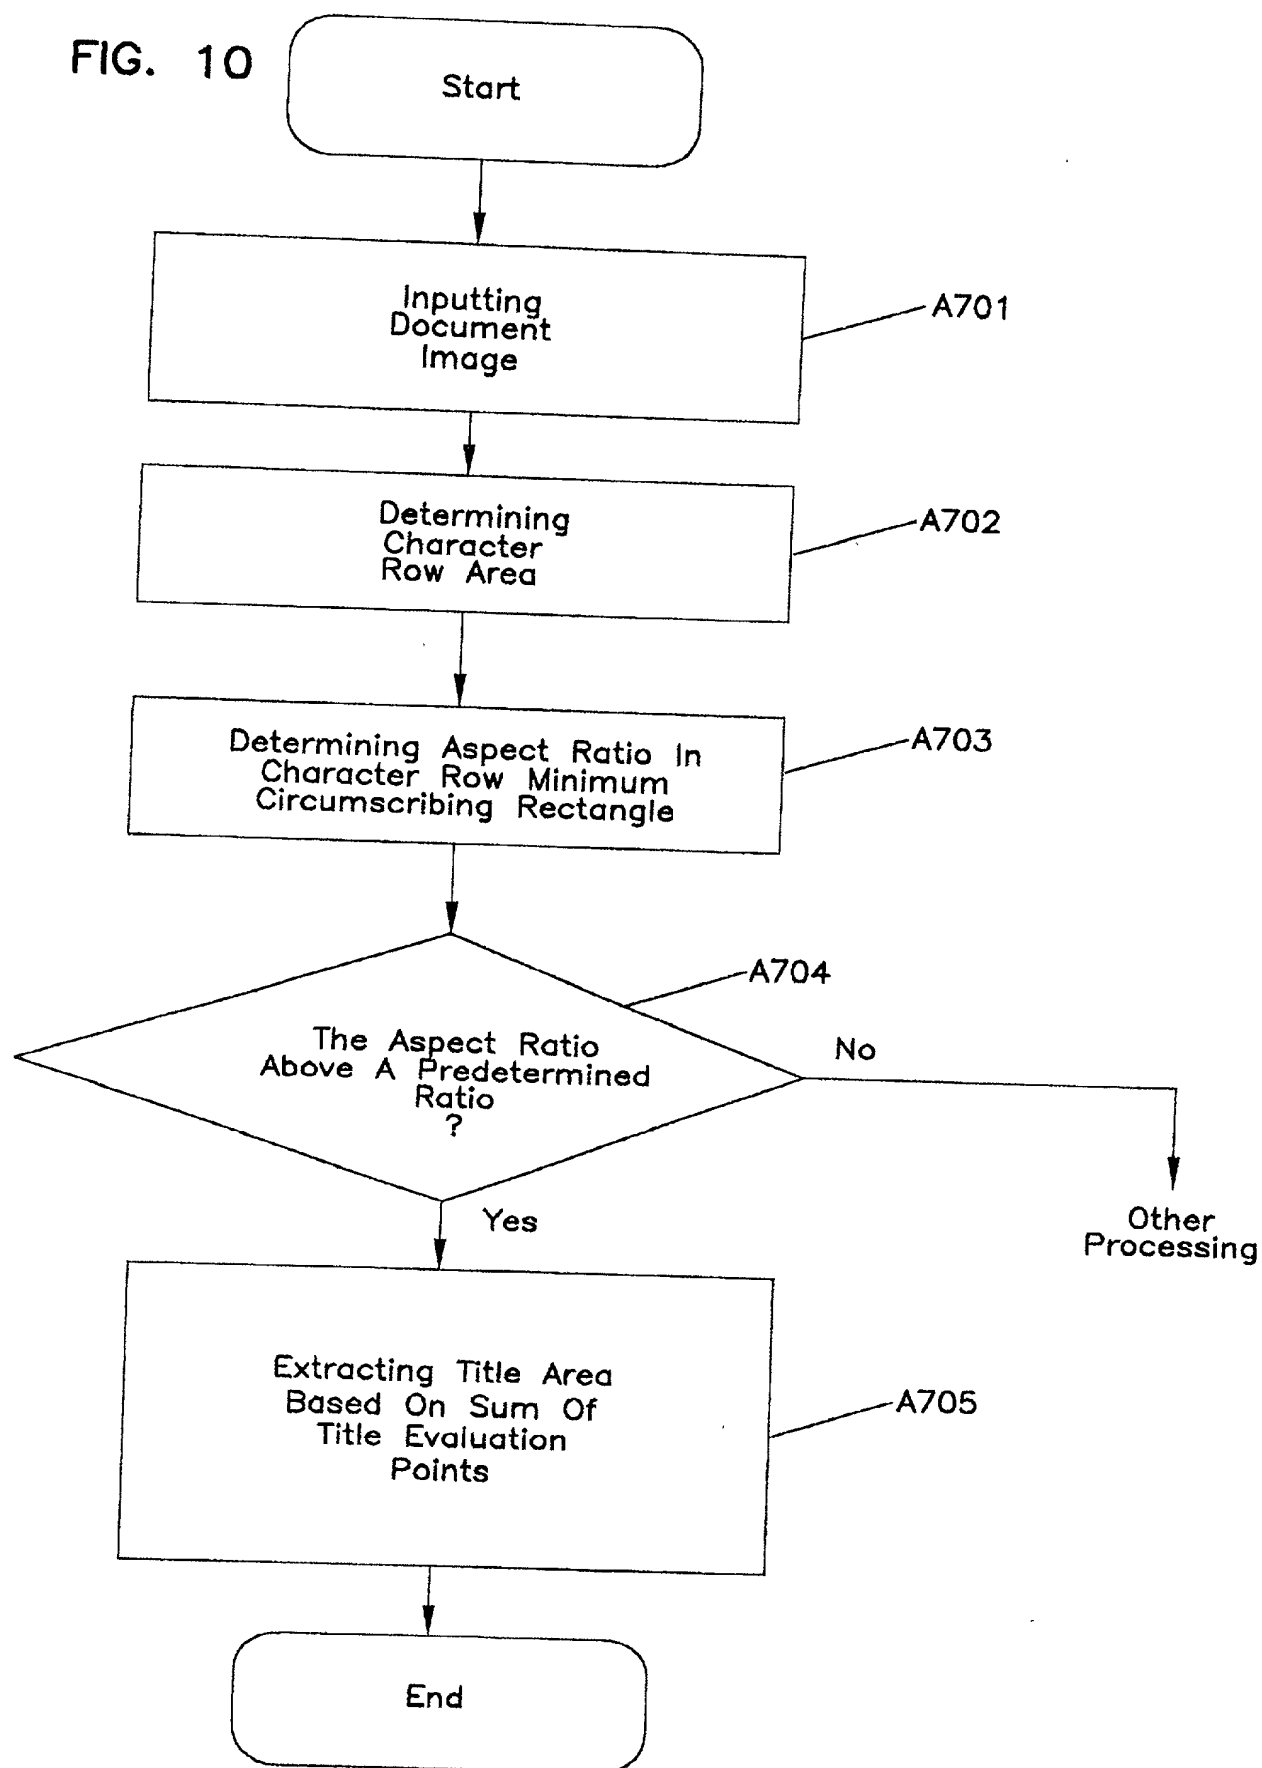 FIG. 10
Start
Inputting
Document
Image
A701
Determining
Character
Row Area
A702
Determining Aspect Ratio In
Character Row Minimum
Circumscribing Rectangle
A703
A704
The Aspect Ratio
Above A Predetermined
Ratio
?
No
Yes
Other
Processing
Extracting Title Area
Based On Sum Of
Title Evaluation
Points
A705
End